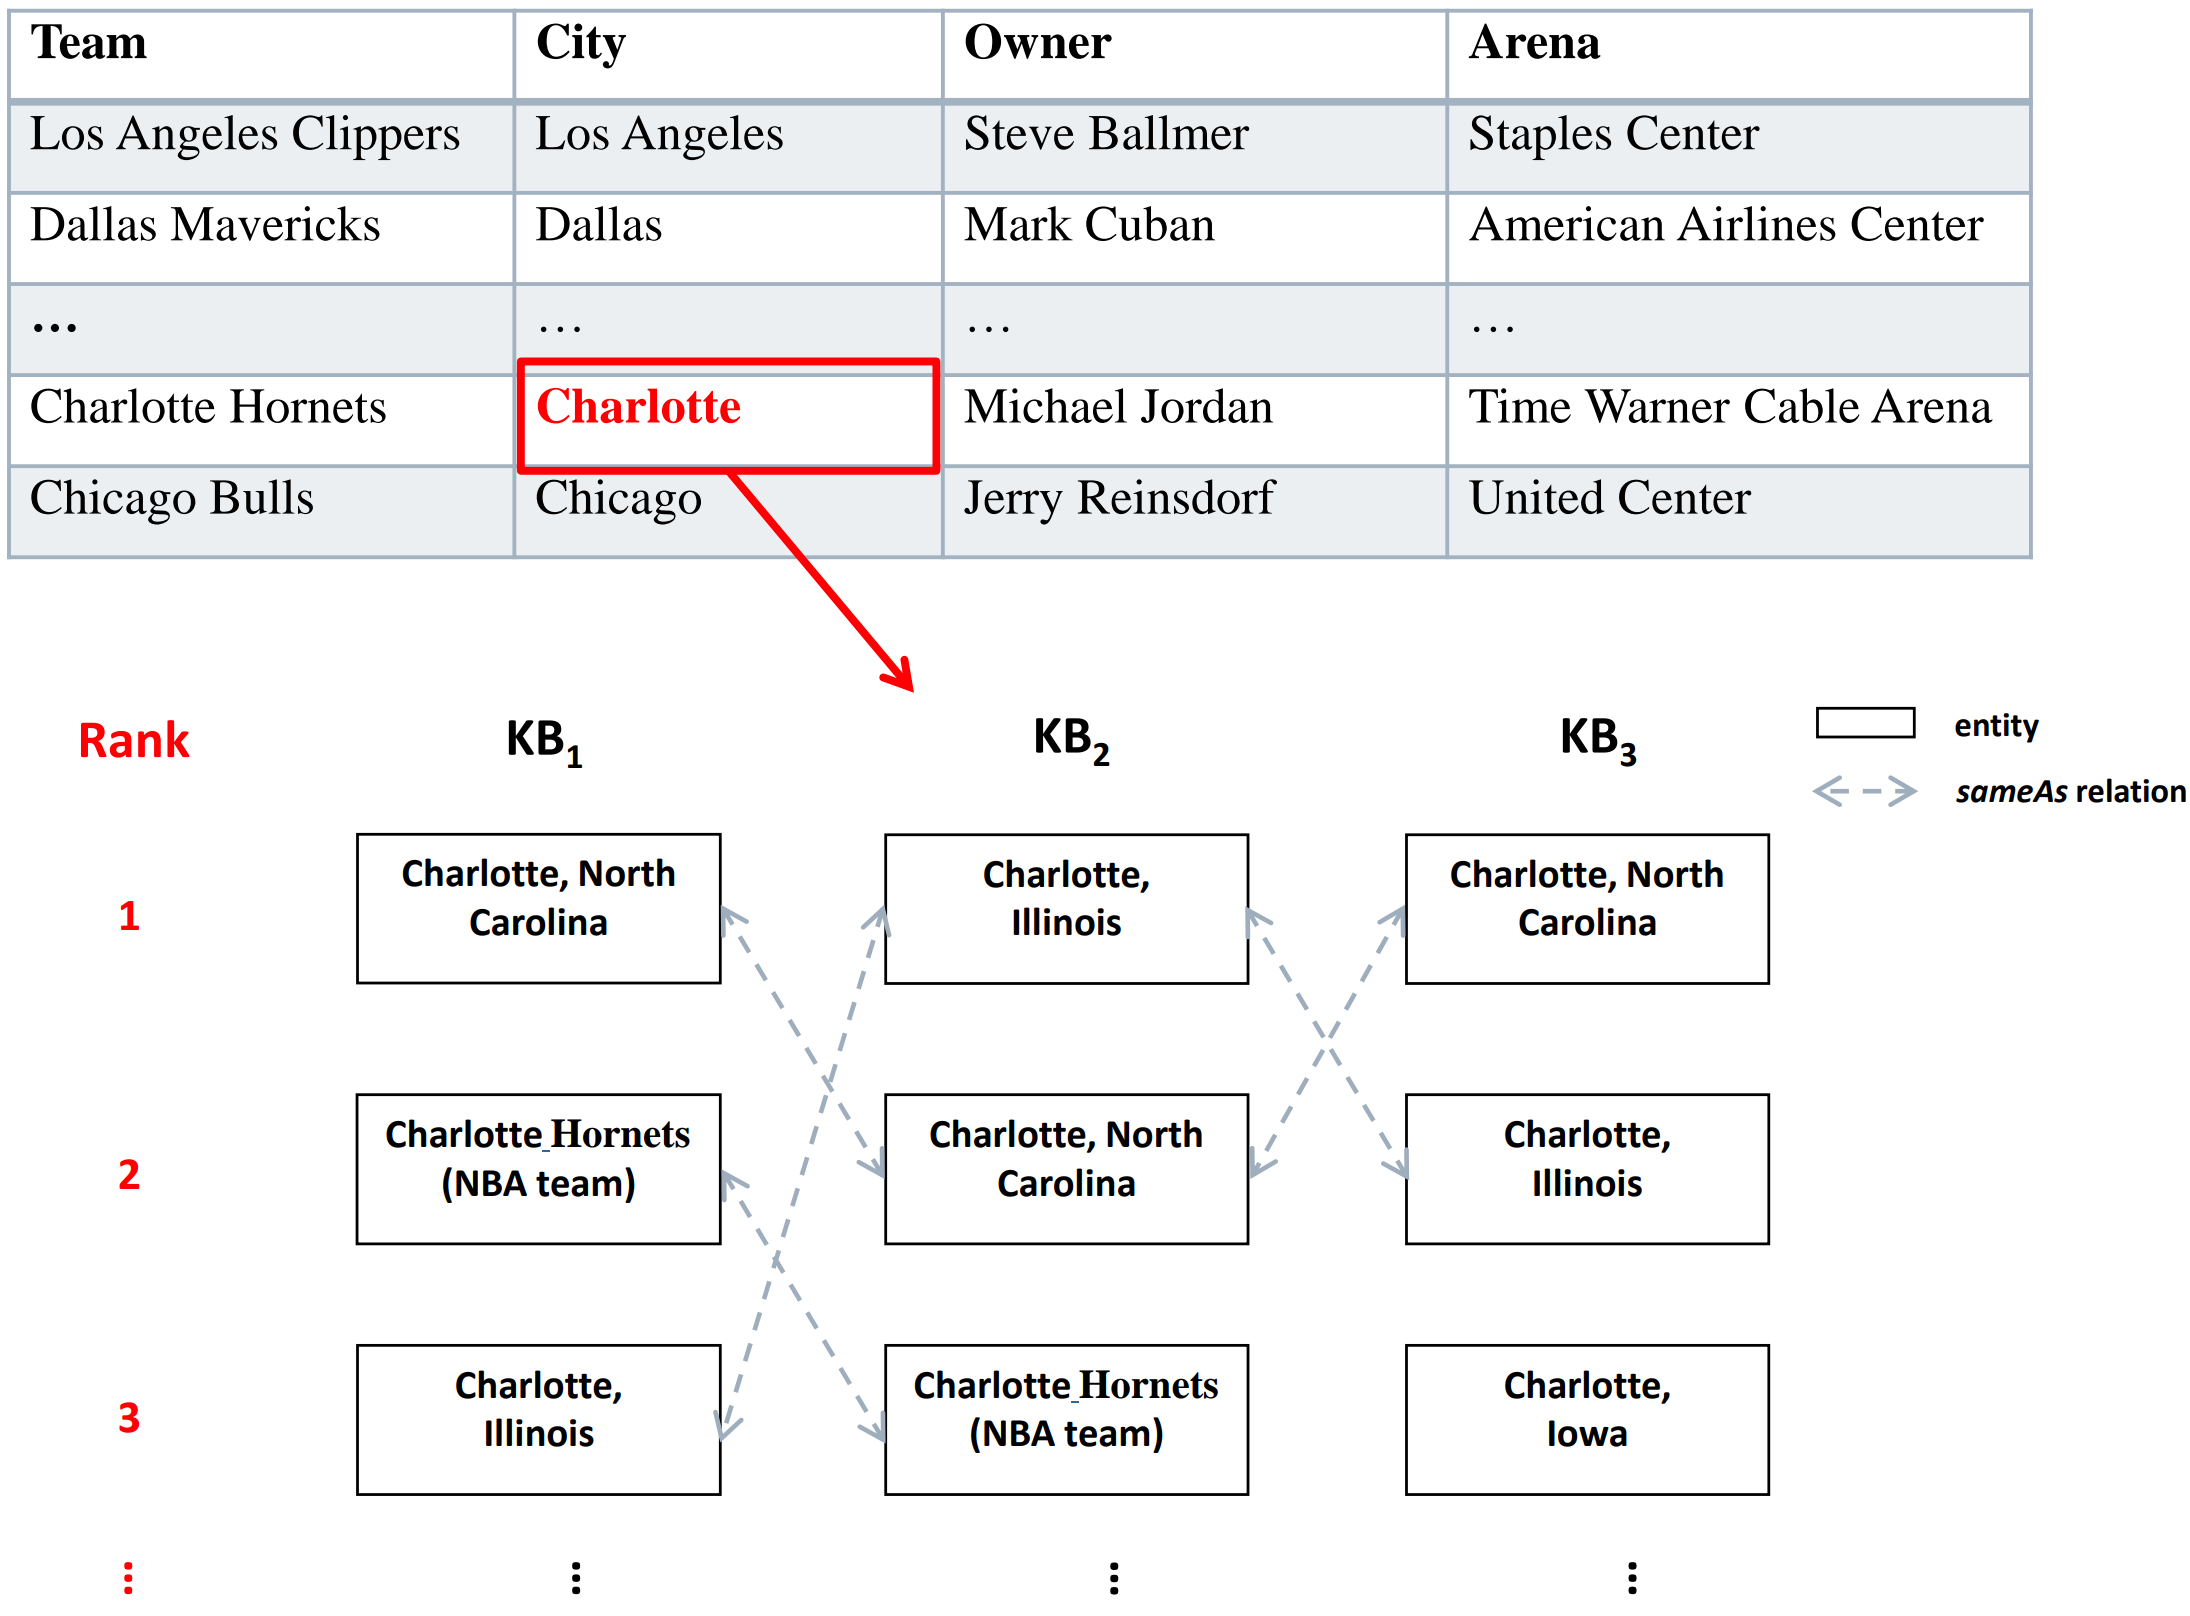 Team City Owner Arena
Los Angeles Clippers Los Angeles Steve Ballmer Staples Center
Dallas Mavericks Dallas Mark Cuban American Airlines Center
... ... ... ...
Charlotte Hornets Charlotte Michael Jordan Time Warner Cable Arena
Chicago Bulls Chicago Jerry Reinsdorf United Center
Rank KB1 KB2 KB3
entity
sameAs relation
1
Charlotte, North
Carolina
Charlotte,
Illinois
Charlotte, North
Carolina
2
Charlotte Hornets
(NBA team)
Charlotte, North
Carolina
Charlotte,
Illinois
3
Charlotte,
Illinois
Charlotte Hornets
(NBA team)
Charlotte,
Iowa
⋮ ⋮ ⋮ ⋮